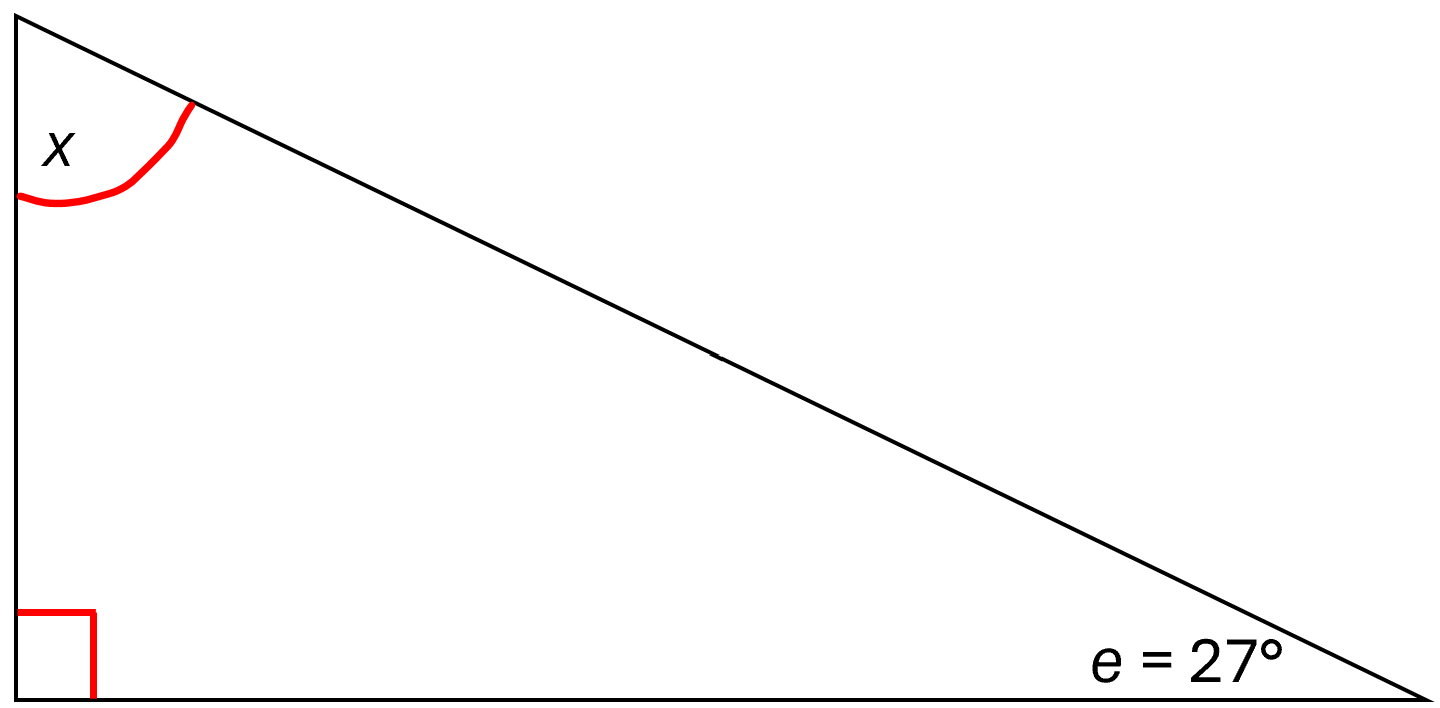 x
e = 27°